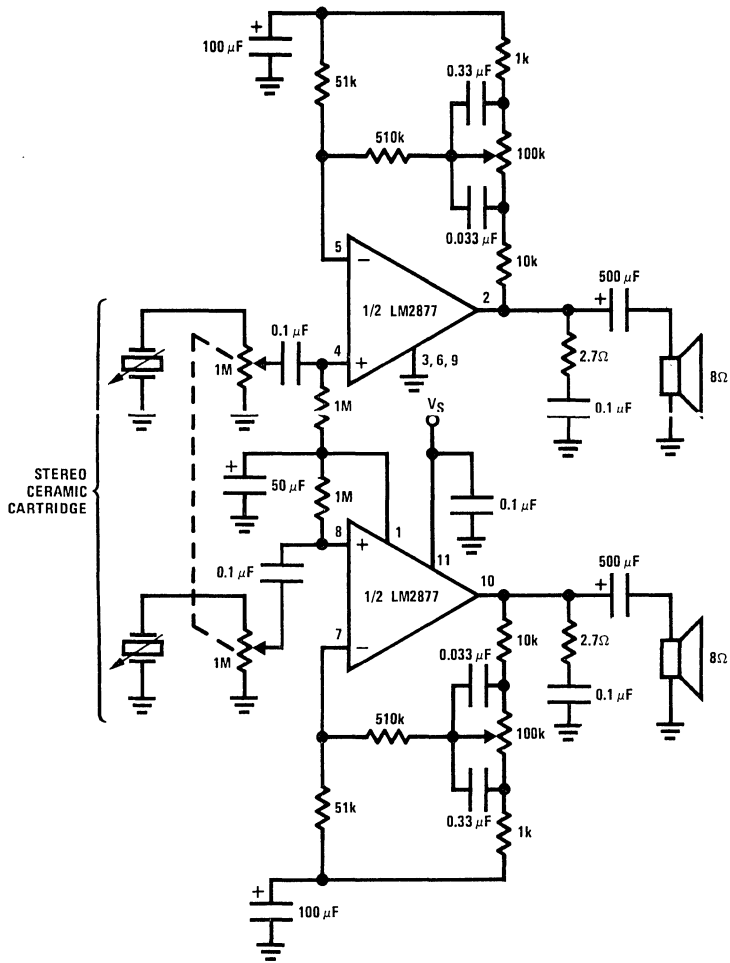 +
100 μF
51k
1k
0.33 μF
510k
100k
0.033 μF
10k
5
−
1/2 LM2877
2
4
+
3, 6, 9
+
500 μF
2.7Ω
0.1 μF
8Ω
0.1 μF
1M
1M
VS
STEREO
CERAMIC
CARTRIDGE
+
50 μF
1M
0.1 μF
8
+
1
11
1/2 LM2877
10
7
−
0.1 μF
1M
+
500 μF
10k
2.7Ω
0.1 μF
8Ω
0.033 μF
510k
100k
0.33 μF
51k
1k
+
100 μF